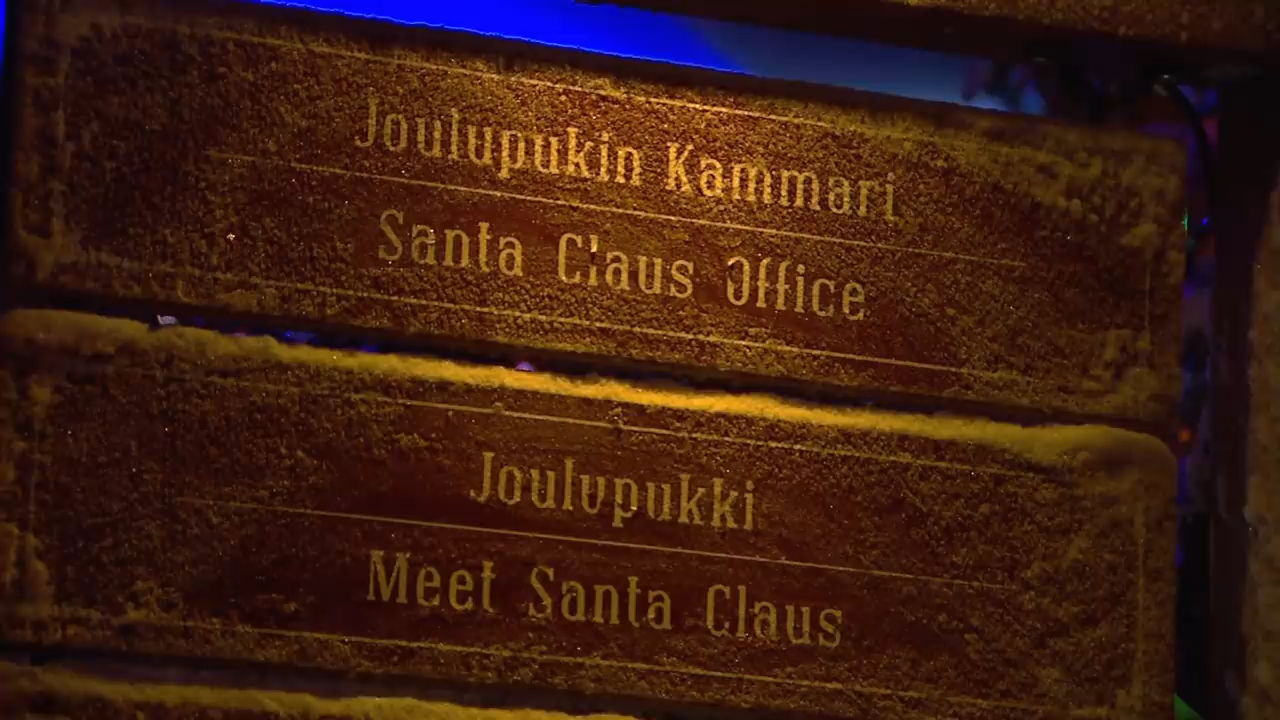 Joulupukin Kammari
Santa Claus Office
Joulupukki
Meet Santa Claus